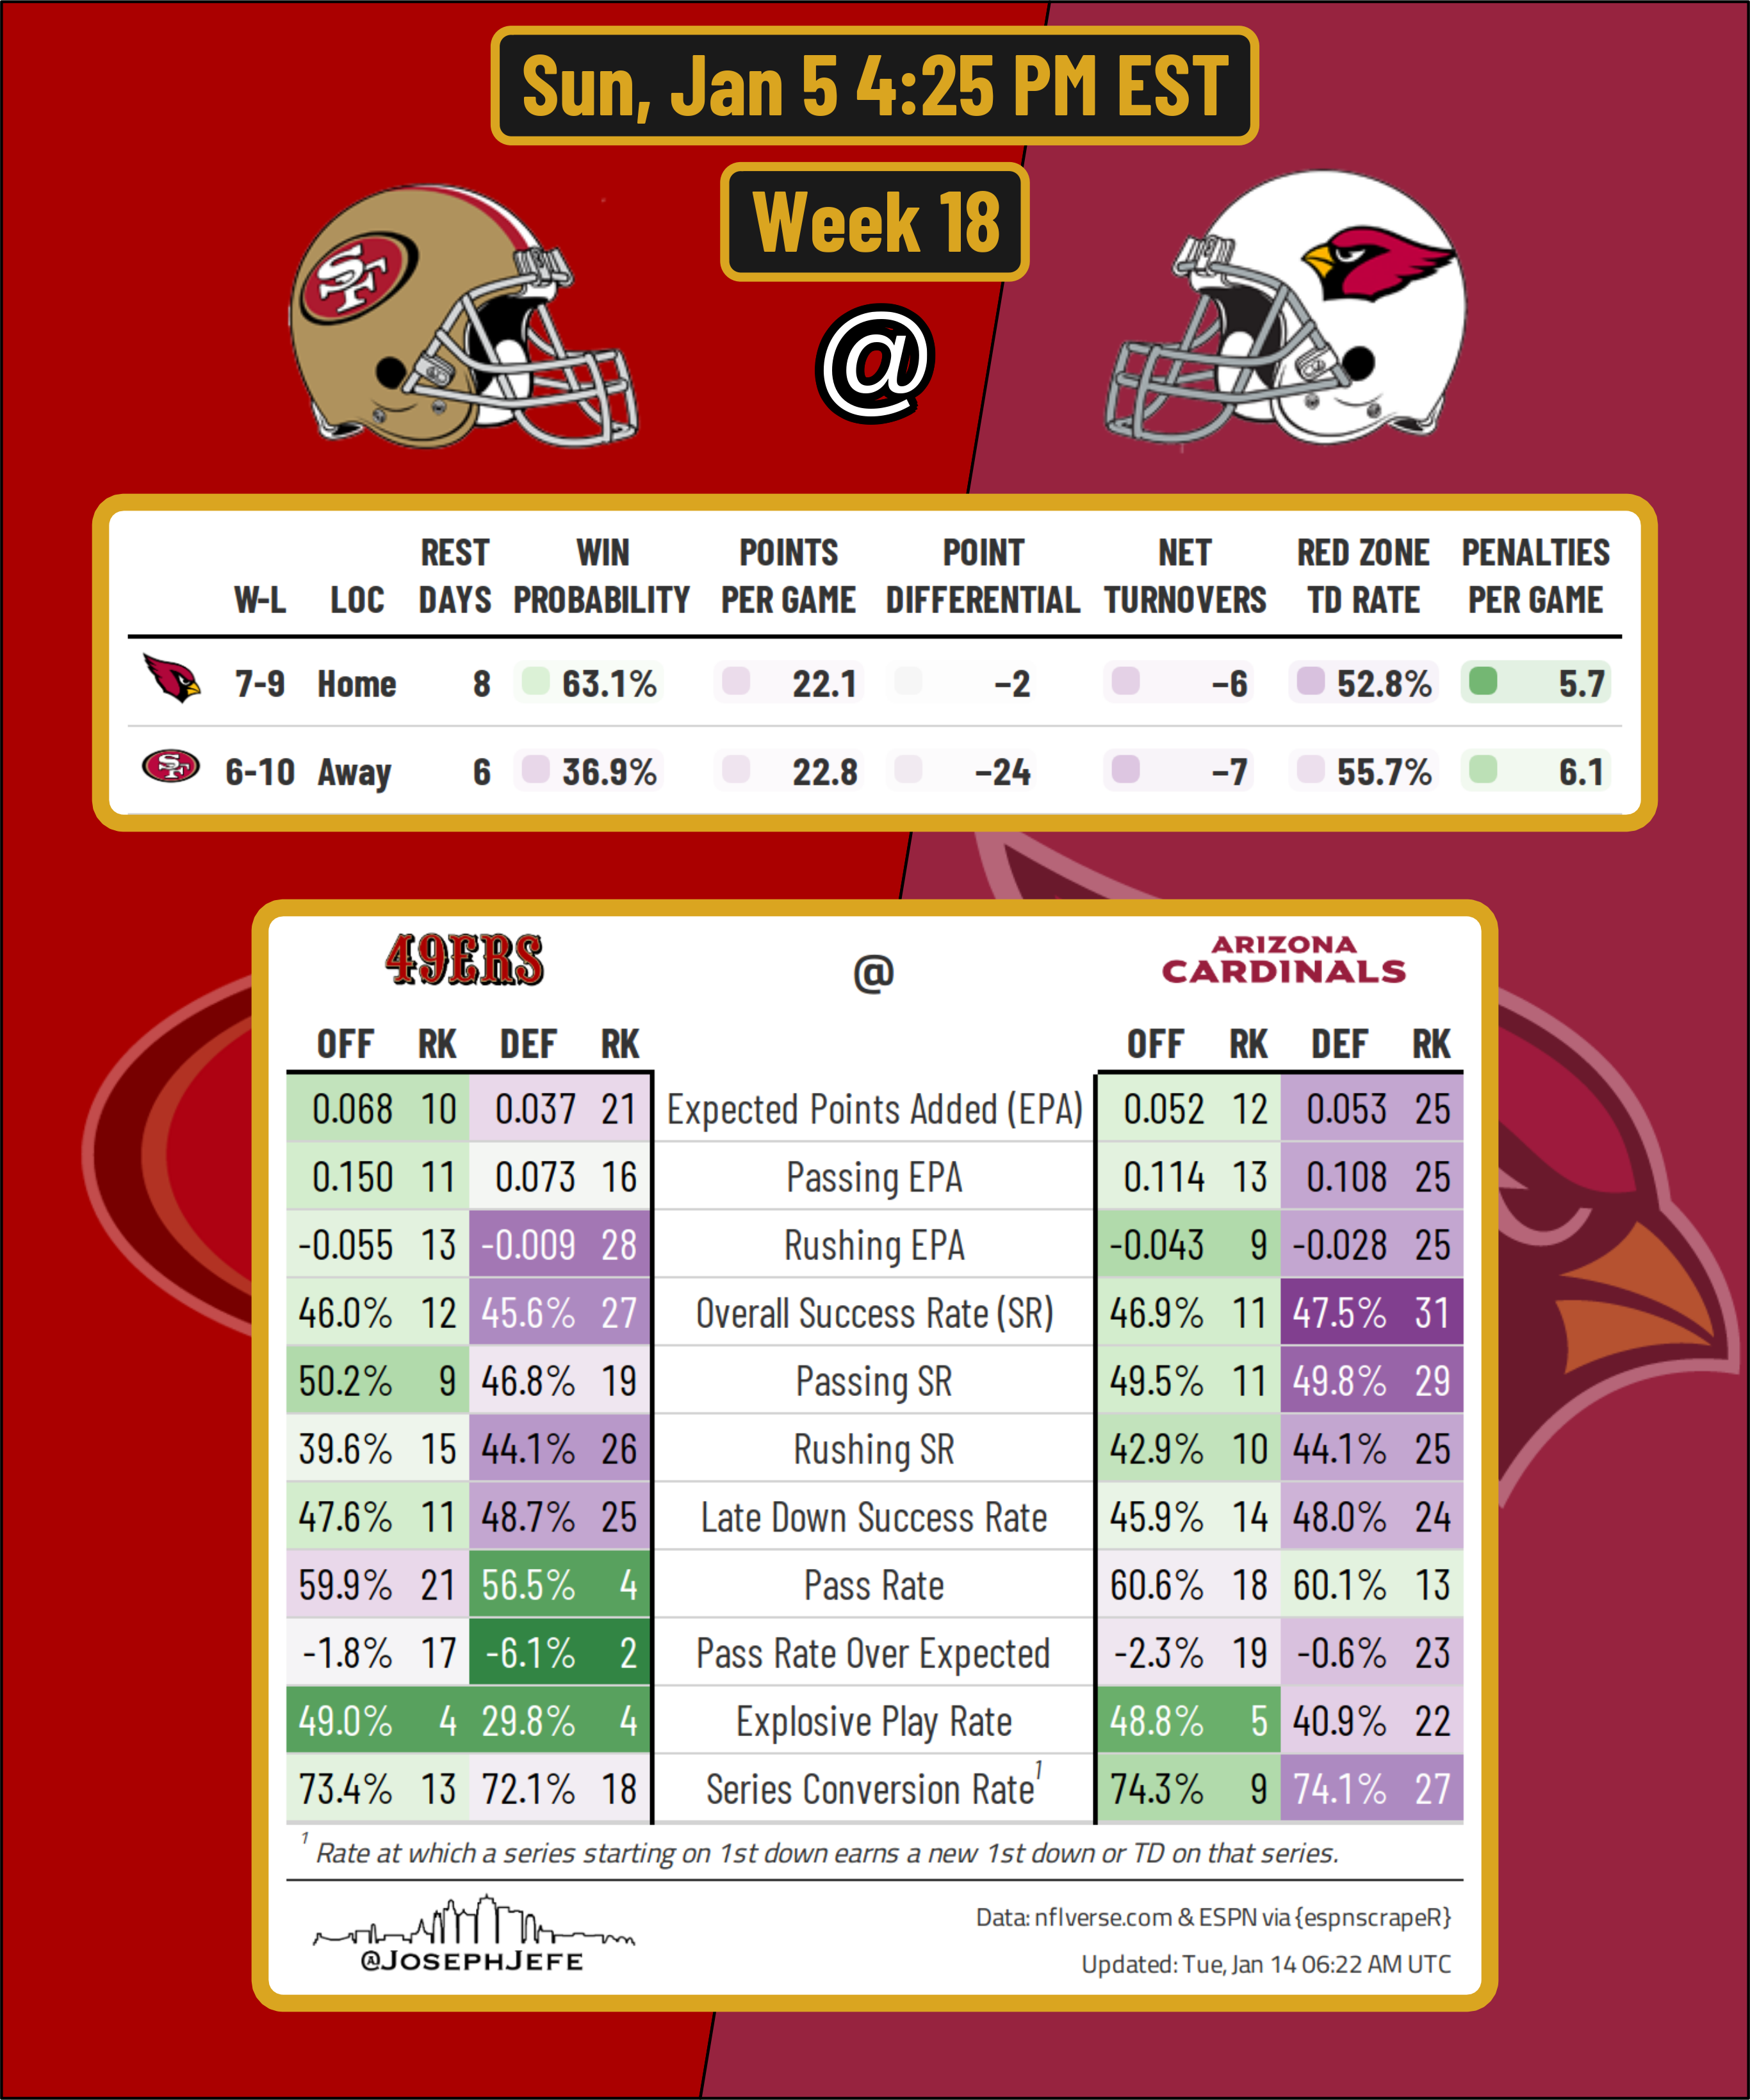 Sun, Jan 5 4:25 PM EST
Week 18
SF
@
REST WIN POINTS POINT NET RED ZONE PENALTIES
W-L LOC DAYS PROBABILITY PER GAME DIFFERENTIAL TURNOVERS TD RATE PER GAME
7-9 Home 8 63.1% 22.1 −2 −6 52.8% 5.7
SF 6-10 Away 6 36.9% 22.8 −24 −7 55.7% 6.1
49ERS @ ARIZONA CARDINALS
OFF RK DEF RK OFF RK DEF RK
0.068 10 0.037 21 Expected Points Added (EPA) 0.052 12 0.053 25
0.150 11 0.073 16 Passing EPA 0.114 13 0.108 25
-0.055 13 -0.009 28 Rushing EPA -0.043 9 -0.028 25
46.0% 12 45.6% 27 Overall Success Rate (SR) 46.9% 11 47.5% 31
50.2% 9 46.8% 19 Passing SR 49.5% 11 49.8% 29
39.6% 15 44.1% 26 Rushing SR 42.9% 10 44.1% 25
47.6% 11 48.7% 25 Late Down Success Rate 45.9% 14 48.0% 24
59.9% 21 56.5% 4 Pass Rate 60.6% 18 60.1% 13
-1.8% 17 -6.1% 2 Pass Rate Over Expected -2.3% 19 -0.6% 23
49.0% 4 29.8% 4 Explosive Play Rate 48.8% 5 40.9% 22
73.4% 13 72.1% 18 Series Conversion Rate¹ 74.3% 9 74.1% 27
¹ Rate at which a series starting on 1st down earns a new 1st down or TD on that series.
@JOSEPHJEFE
Data: nflverse.com & ESPN via {espnscrapeR}
Updated: Tue, Jan 14 06:22 AM UTC